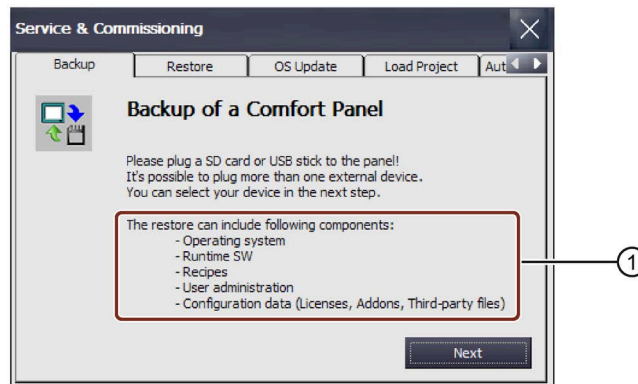 Service & Commissioning
Backup
Restore
OS Update
Load Project
Aut
Backup of a Comfort Panel
Please plug a SD card or USB stick to the panel!
It's possible to plug more than one external device.
You can select your device in the next step.
The restore can include following components:
- Operating system
- Runtime SW
- Recipes
- User administration
- Configuration data (Licenses, Addons, Third-party files)
1
Next